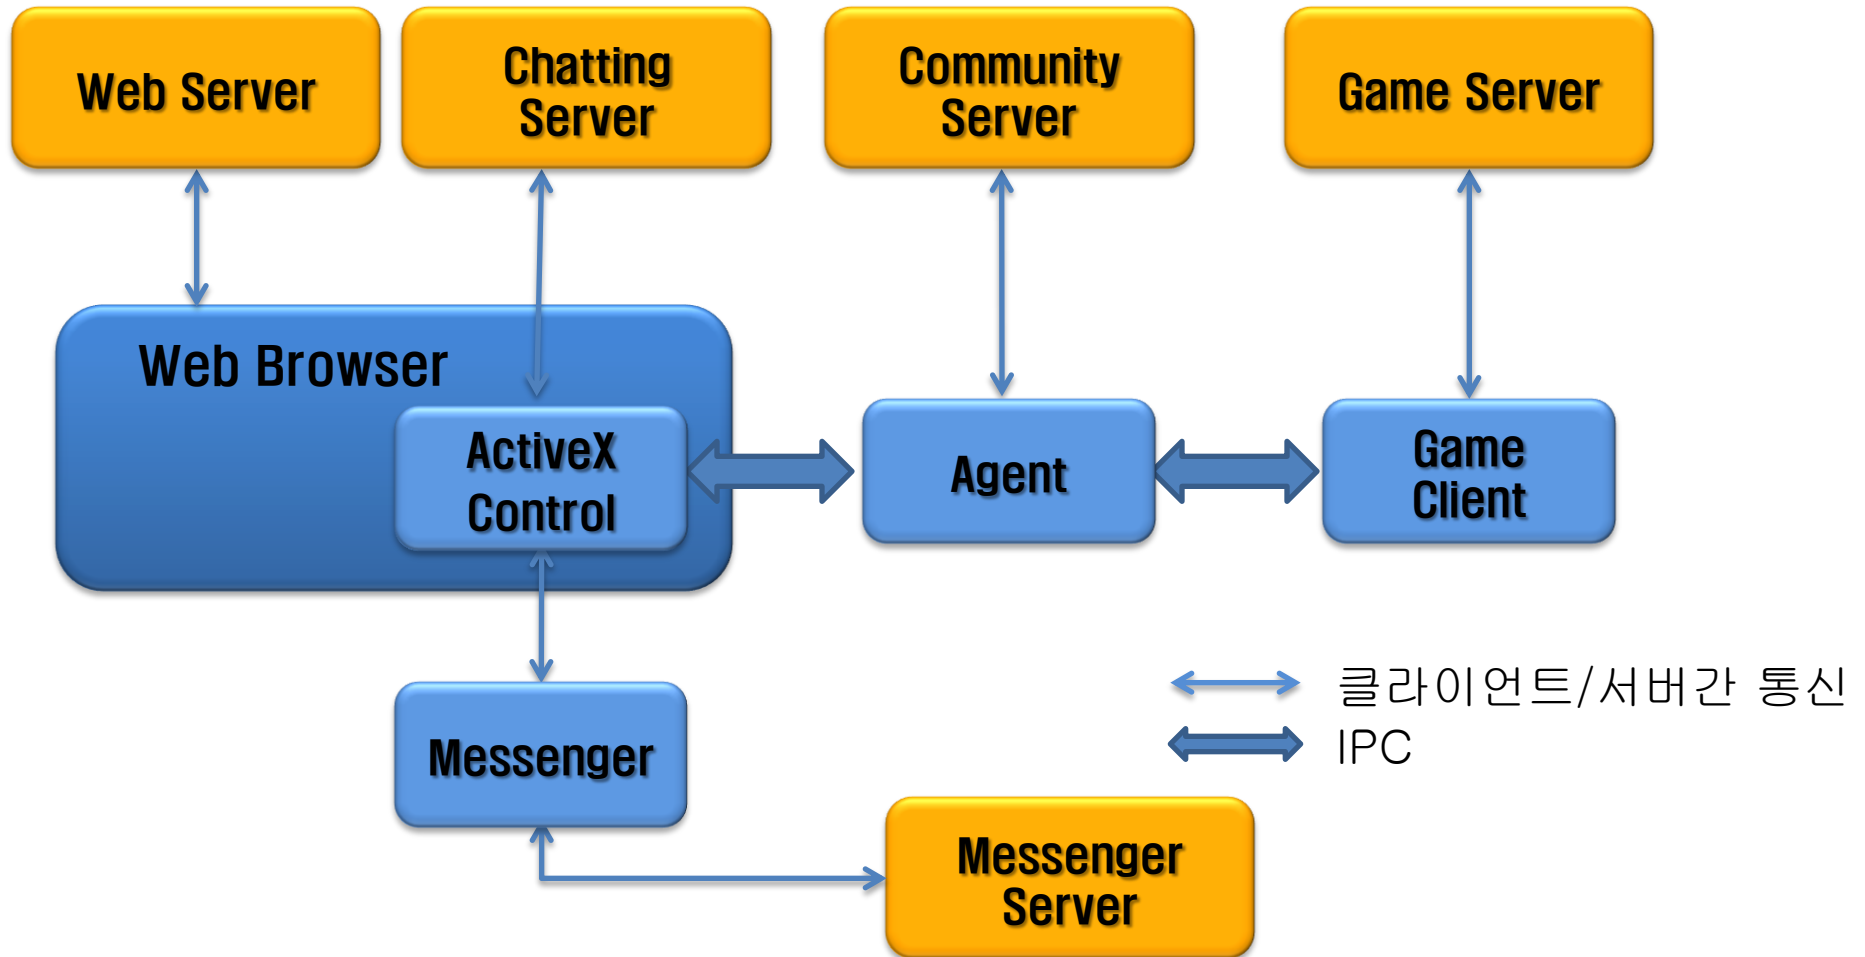 Web Server
Chatting
Server
Community
Server
Game Server
Web Browser
ActiveX
Control
Agent
Game
Client
클라이언트/서버간 통신
IPC
Messenger
Messenger
Server